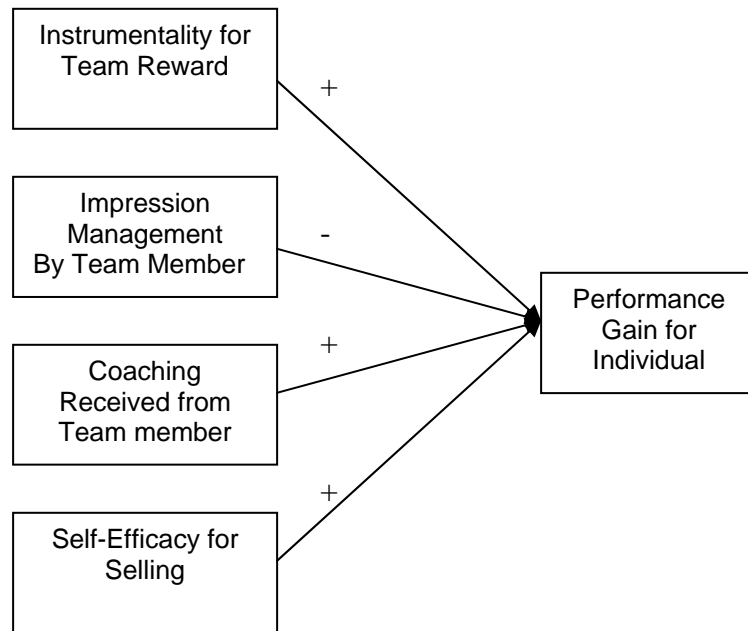 Instrumentality for
Team Reward
+
Impression
Management
By Team Member
-
Coaching
Received from
Team member
+
Self-Efficacy for
Selling
+
Performance
Gain for
Individual